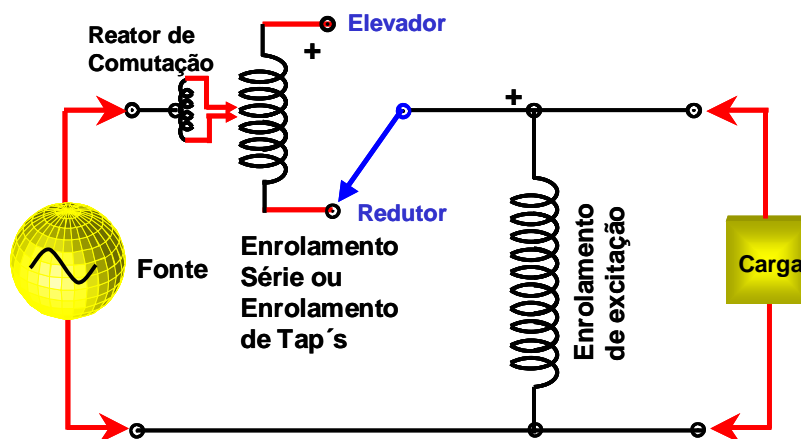 Elevador
Reator de
Comutação
+
+
Redutor
Enrolamento
Série ou
Enrolamento
de Tap´s
Fonte
Enrolamento
de excitação
Carga